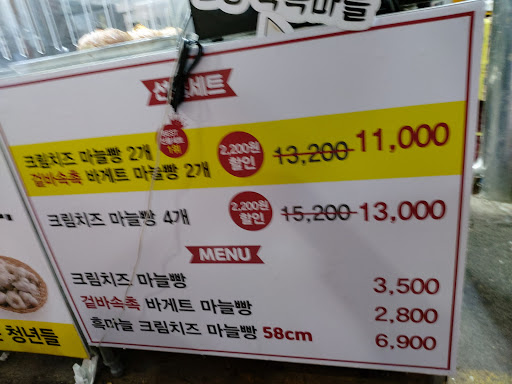 마늘
세트
크림치즈 마늘빵 2개
겉바속촉 바게트 마늘빵 2개
2,200원
할인
13,200 11,000
크림치즈 마늘빵 4개
2,200원
할인
15,200 13,000
MENU
크림치즈 마늘빵 3,500
겉바속촉 바게트 마늘빵 2,800
흑마늘 크림치즈 마늘빵 58cm 6,900
청년들